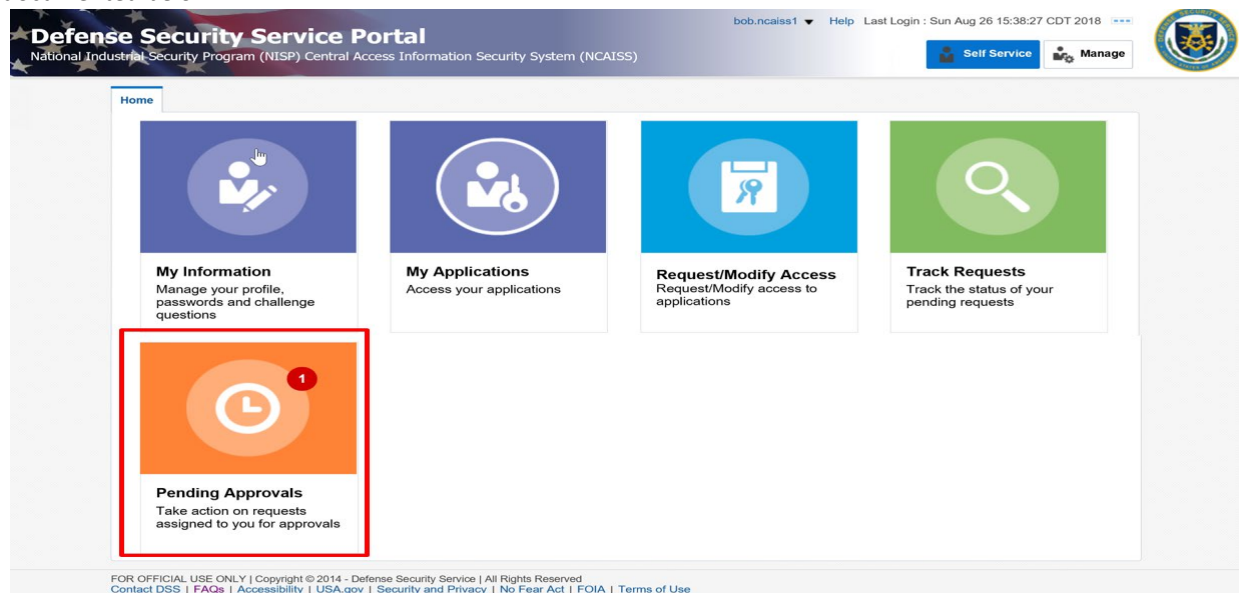 bob.ncaiss1 Help Last Login : Sun Aug 26 15:38:27 CDT 2018
Defense Security Service Portal
National Industrial Security Program (NISP) Central Access Information Security System (NCAISS)
Self Service Manage
Home
My Information
Manage your profile,
passwords and challenge
questions
My Applications
Access your applications
Request/Modify Access
Request/Modify access to
applications
Track Requests
Track the status of your
pending requests
1
Pending Approvals
Take action on requests
assigned to you for approvals
FOR OFFICIAL USE ONLY | Copyright © 2014 - Defense Security Service | All Rights Reserved
Contact DSS | FAQs | Accessibility | USA.gov | Security and Privacy | No Fear Act | FOIA | Terms of Use